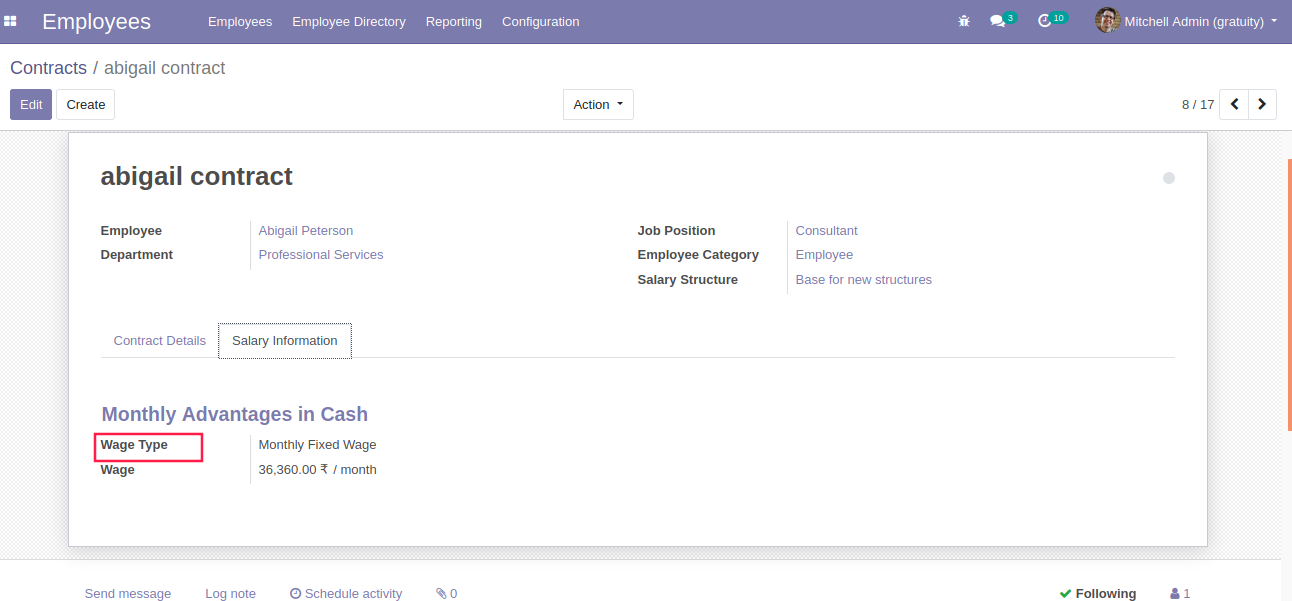 Employees Employees Employee Directory Reporting Configuration 3 10 Mitchell Admin (gratuity)
Contracts / abigail contract
Edit Create Action 8 / 17
abigail contract
Employee Abigail Peterson Job Position Consultant
Department Professional Services Employee Category Employee
Salary Structure Base for new structures
Contract Details Salary Information
Monthly Advantages in Cash
Wage Type Monthly Fixed Wage
Wage 36,360.00 ₹ / month
Send message Log note Schedule activity 0 Following 1